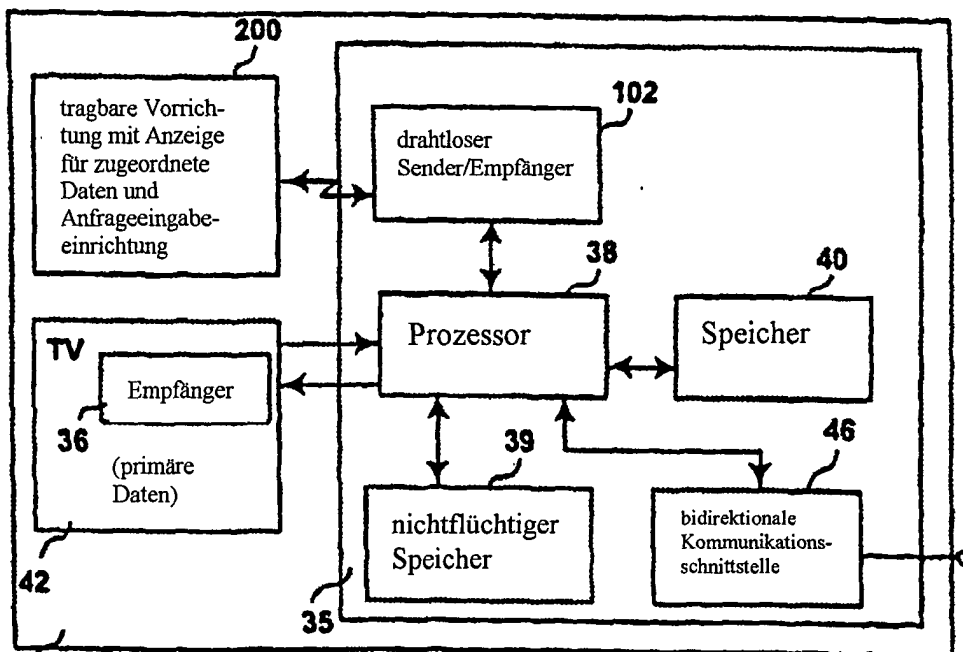 200
tragbare Vorrich-
tung mit Anzeige
für zugeordnete
Daten und
Anfrageeingabe-
einrichtung
102
drahtloser
Sender/Empfänger
38
Prozessor
40
Speicher
TV
Empfänger
36
(primäre
Daten)
42
39
nichtflüchtiger
Speicher
35
46
bidirektionale
Kommunikations-
schnittstelle